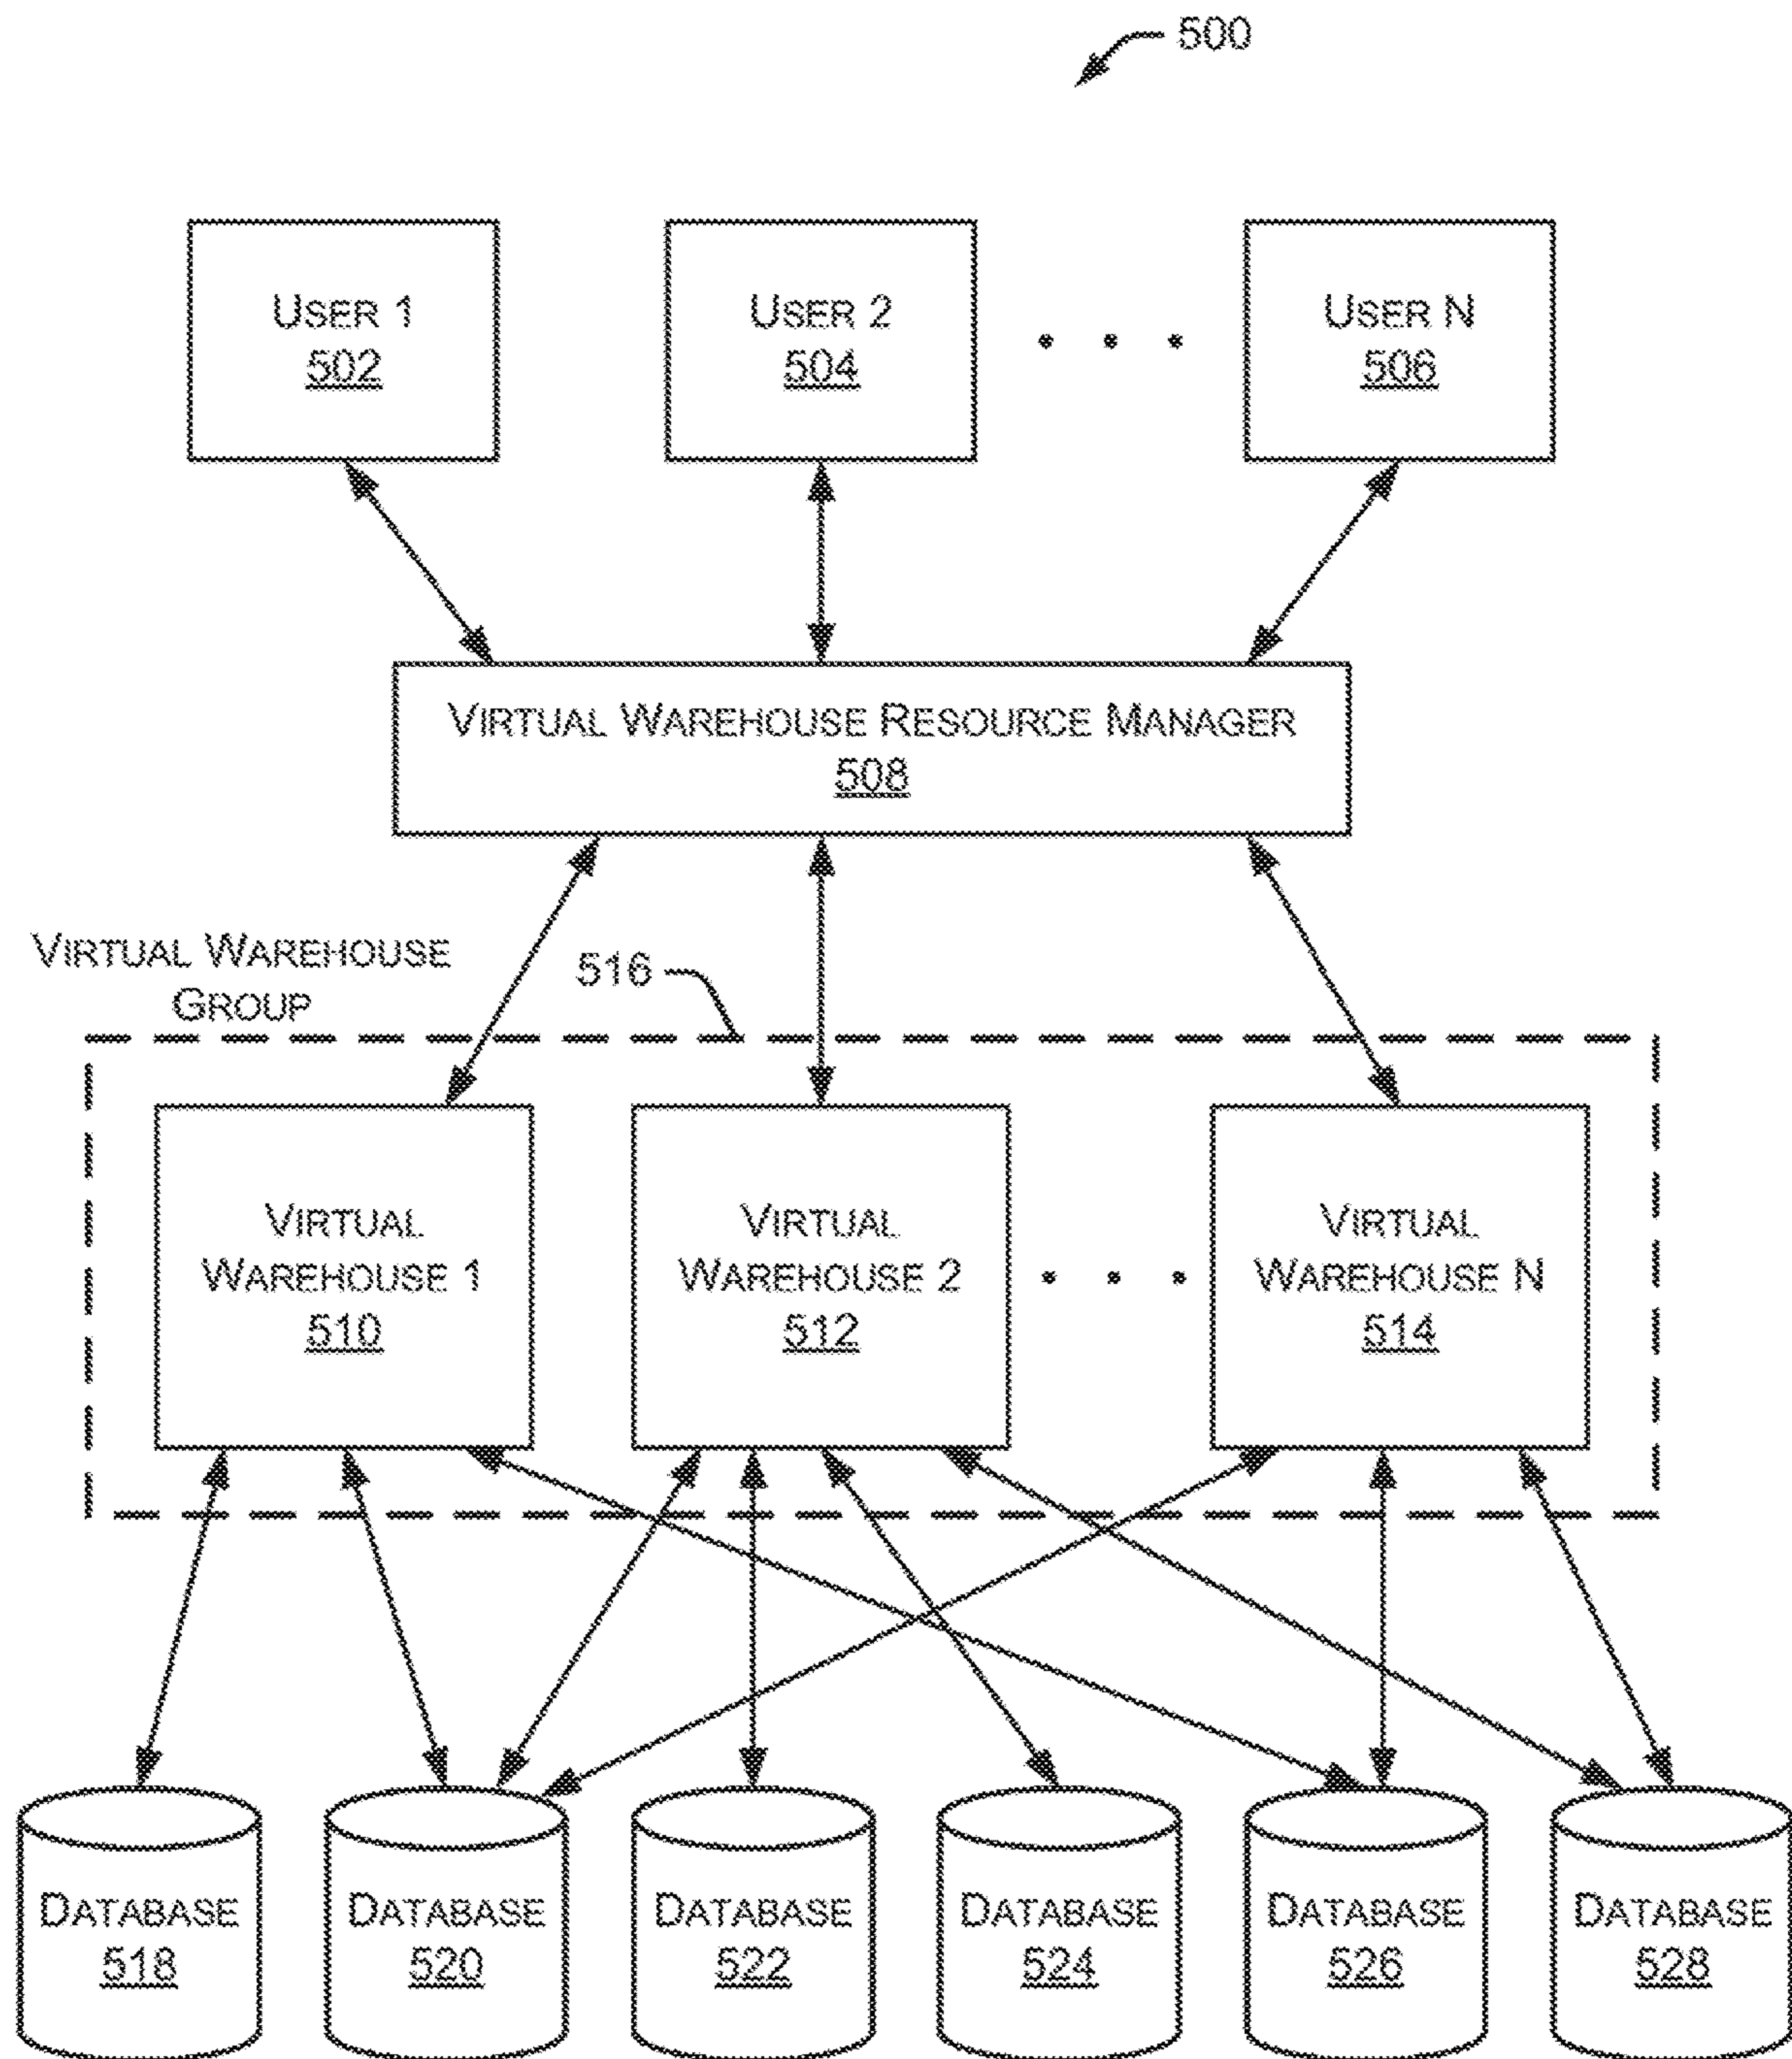 500
USER 1
502
USER 2
504
USER N
506
VIRTUAL WAREHOUSE RESOURCE MANAGER
508
VIRTUAL WAREHOUSE
GROUP
516
VIRTUAL
WAREHOUSE 1
510
VIRTUAL
WAREHOUSE 2
512
VIRTUAL
WAREHOUSE N
514
DATABASE
518
DATABASE
520
DATABASE
522
DATABASE
524
DATABASE
526
DATABASE
528